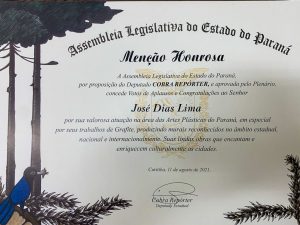 Assembleia Legislativa do Estado do Paraná
Menção Honrosa
A Assembleia Legislativa do Estado do Paraná,
por proposição do Deputado COBRA REPÓRTER, e aprovada pelo Plenário,
concede Votos de Aplausos e Congratulações ao Senhor
José Dias Lima
por sua valorosa atuação na área das Artes Plásticas do Paraná, em especial
por seus trabalhos de Grafite, produzindo murais reconhecidos no âmbito estadual,
nacional e internacionalmente. Suas lindas obras que encantam e
enriquecem culturalmente as cidades.
Curitiba, 11 de agosto de 2021.
Cobra Repórter
Deputado Estadual